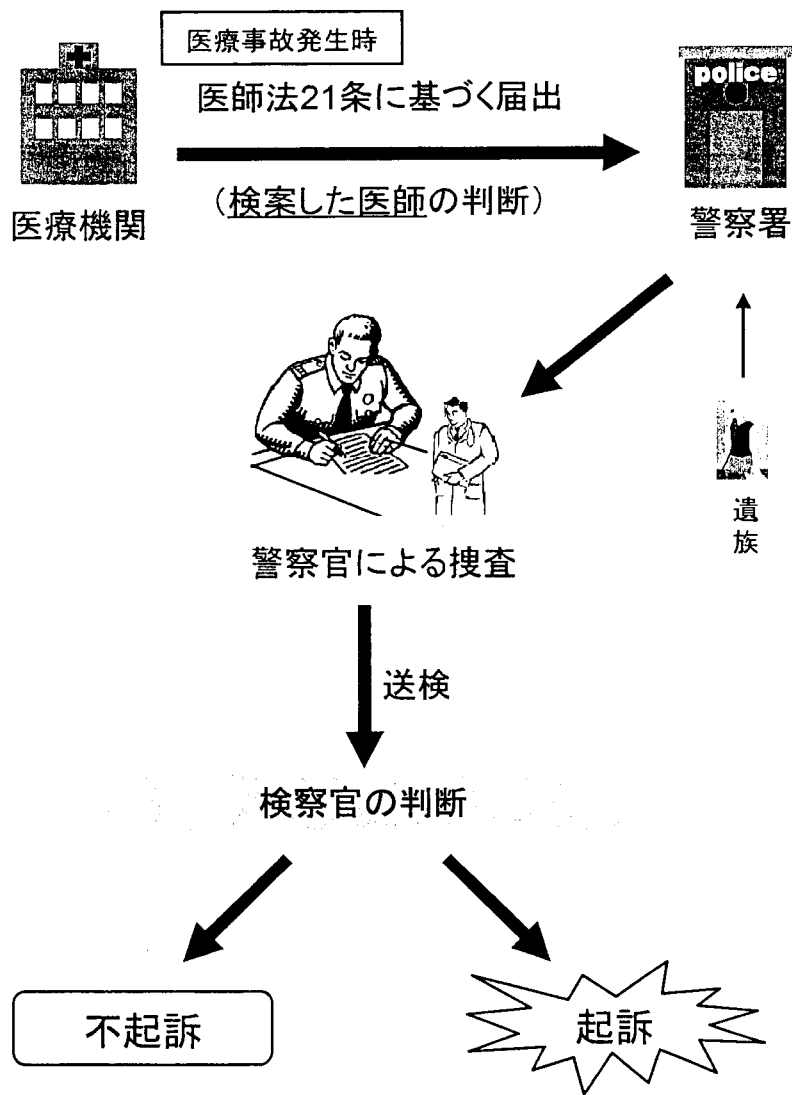 医療事故発生時
医師法21条に基づく届出
police
(検案した医師の判断)
医療機関
警察署
遺族
警察官による捜査
送検
検察官の判断
不起訴
起訴